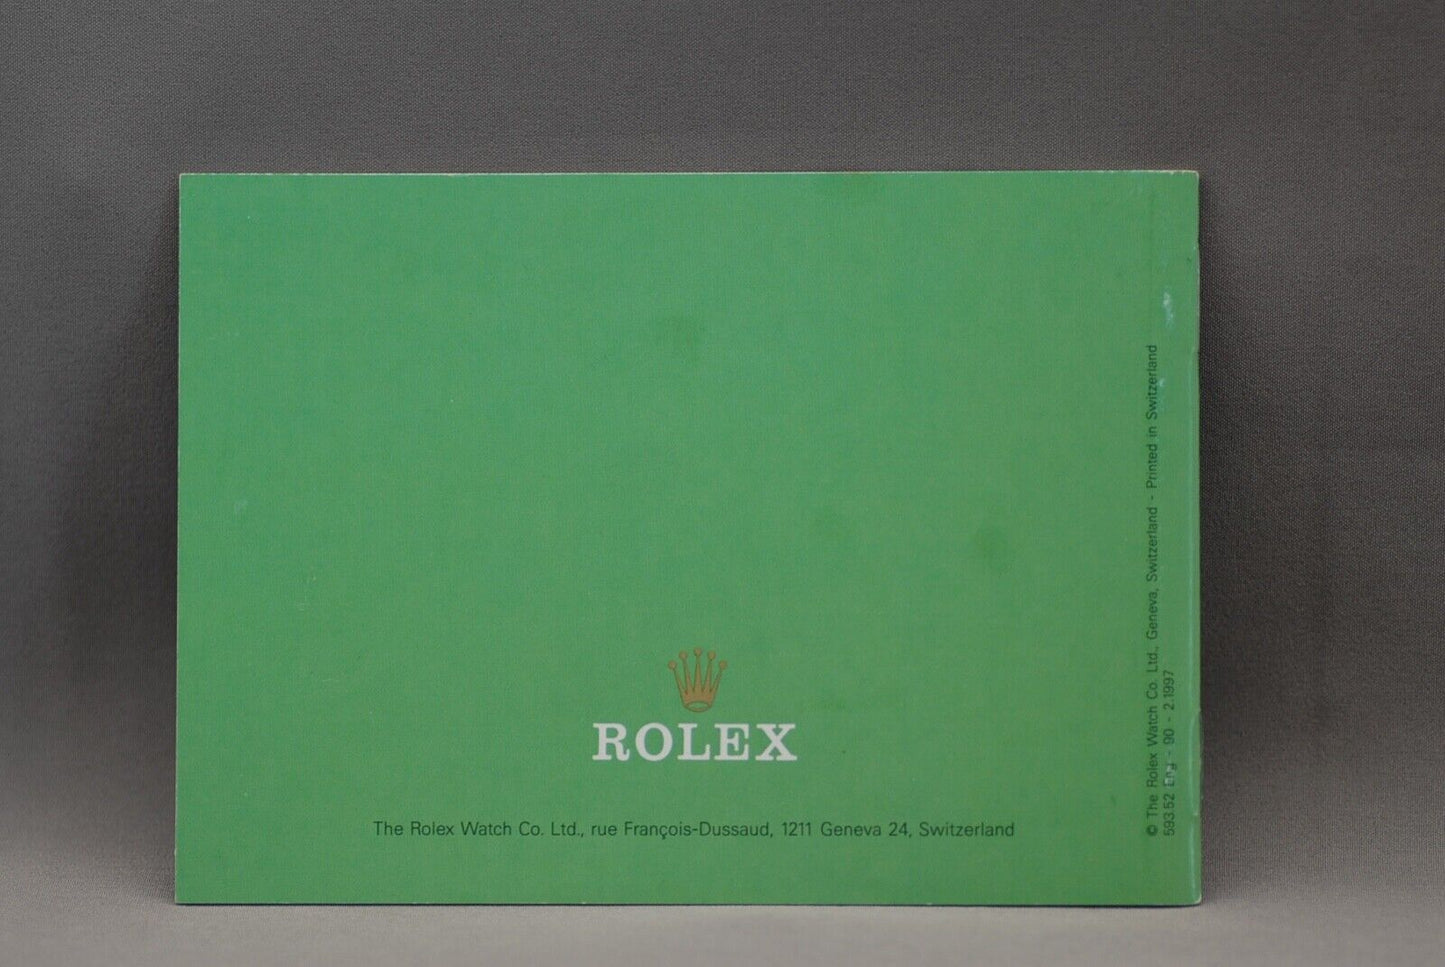 ROLEX
The Rolex Watch Co. Ltd., rue François-Dussaud, 1211 Geneva 24, Switzerland
© The Rolex Watch Co. Ltd., Geneva, Switzerland - Printed in Switzerland
593.52 Eng - 90 - 2.1997